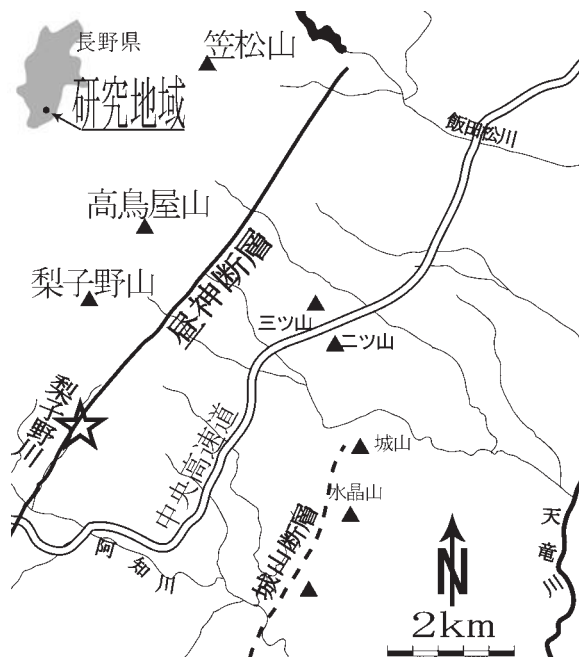 長野県
研究地域
笠松山
飯田松川
高鳥屋山
昼神断層
梨子野山
三ツ山
二ツ山
梨子野川
中央高速道
城山
水晶山
天竜川
阿知川
城山断層
N
2km